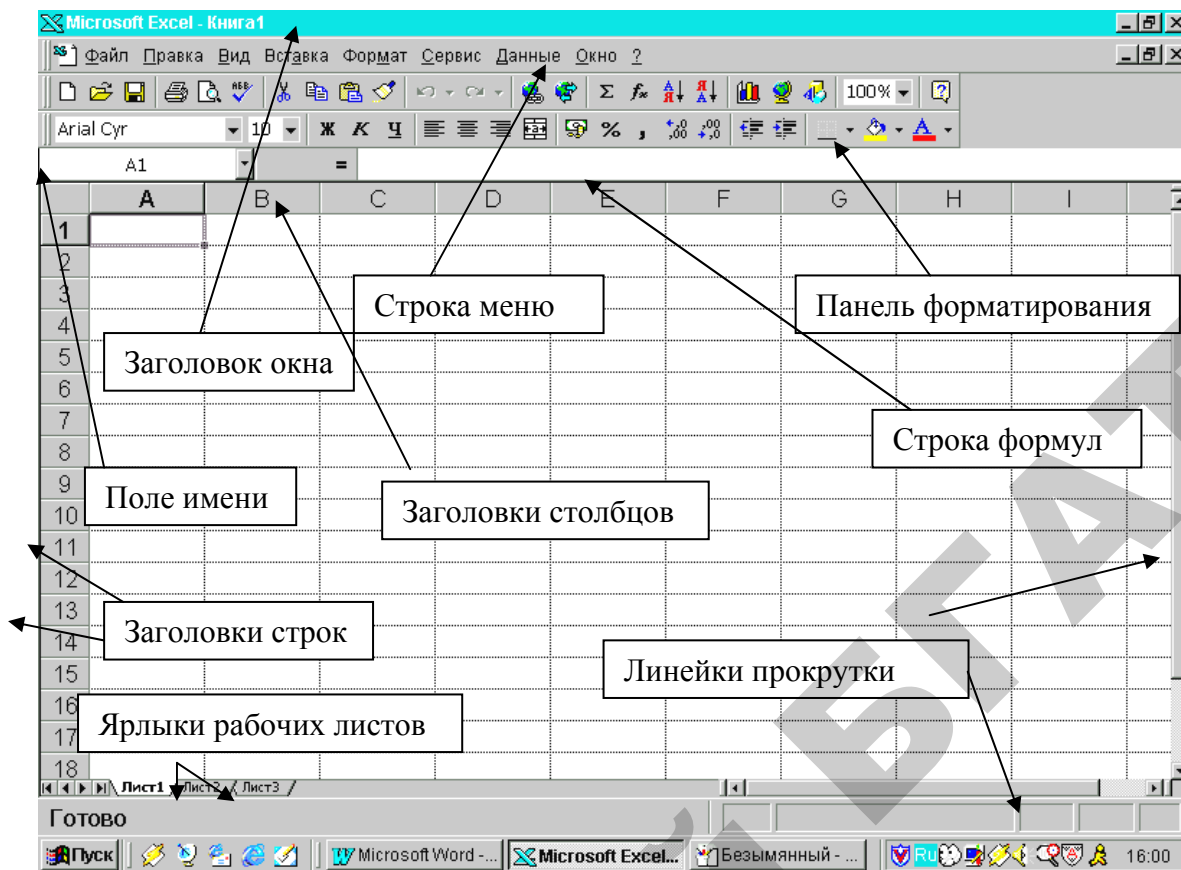 Microsoft Excel - Книга1
Файл Правка Вид Вставка Формат Сервис Данные Окно ?
100%
Arial Cyr 10 Ж К Ч
A1 =
A B C D E F G H I
1
2
3
Строка меню
Панель форматирования
4
5
Заголовок окна
6
7
8
Строка формул
9
Поле имени
Заголовки столбцов
10
11
12
13
Заголовки строк
14
15
Линейки прокрутки
16
Ярлыки рабочих листов
17
18
Лист1 Лист2 Лист3
Готово
Пуск Microsoft Word -... Microsoft Excel... Безымянный - ... Ru 16:00